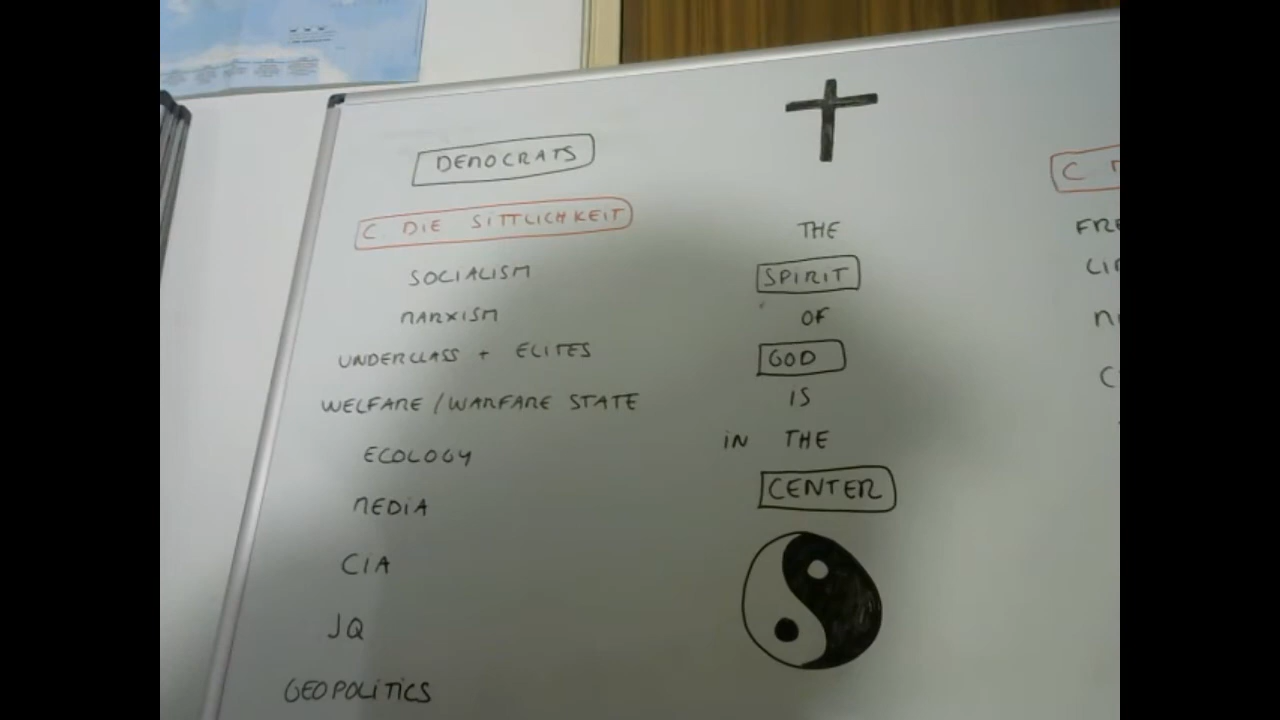 DEMOCRATS
C. DIE SITTLICHKEIT
SOCIALISM
MARXISM
UNDERCLASS + ELITES
WELFARE / WARFARE STATE
ECOLOGY
MEDIA
CIA
JQ
GEOPOLITICS
THE
SPIRIT
OF
GOD
IS
IN THE
CENTER
C
FRE